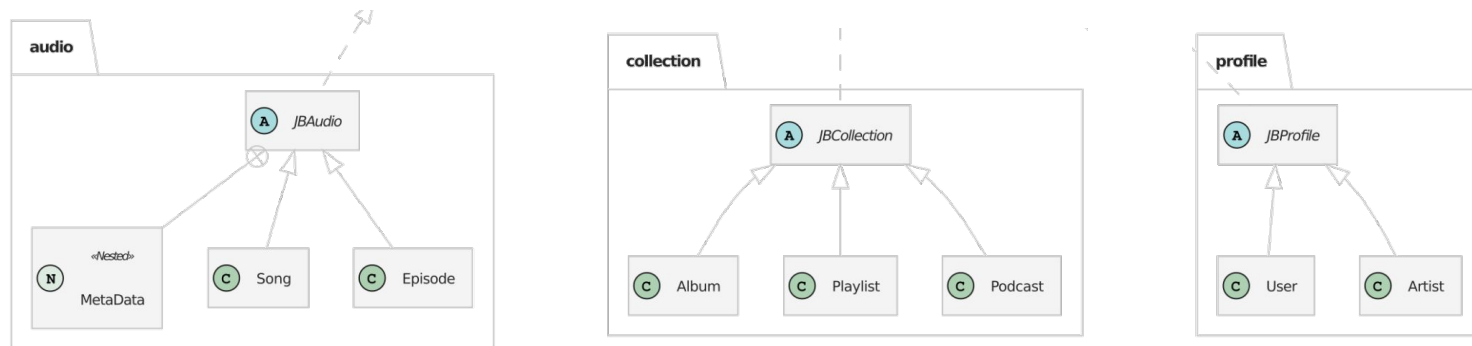 audio
A JBAudio
«Nested»
N MetaData
C Song
C Episode
collection
A JBCollection
C Album
C Playlist
C Podcast
profile
A JBProfile
C User
C Artist